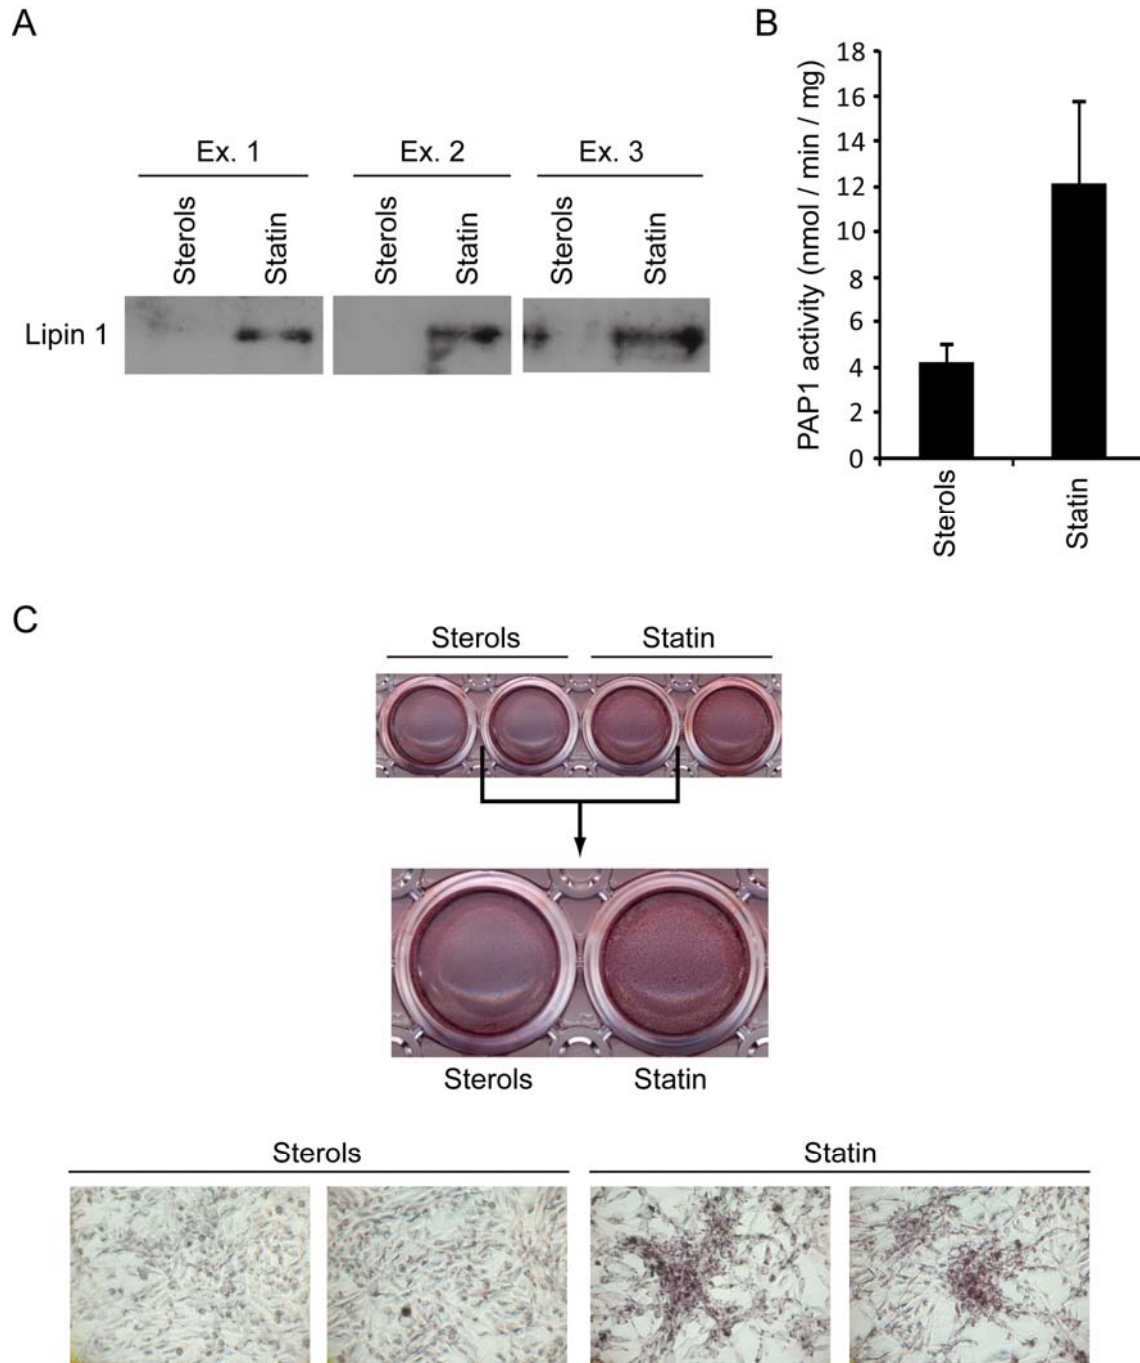 A
Ex. 1
Ex. 2
Ex. 3
Sterols
Statin
Sterols
Statin
Sterols
Statin
Lipin 1
B
PAP1 activity (nmol / min / mg)
18
16
14
12
10
8
6
4
2
0
Sterols
Statin
C
Sterols
Statin
Sterols
Statin
Sterols
Statin